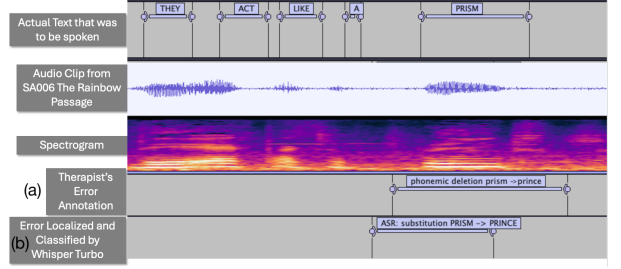 THEY ACT LIKE A PRISM
Actual Text that was
to be spoken
Audio Clip from
SA006 The Rainbow
Passage
Spectrogram
(a)
Therapist's
Error
Annotation
phonemic deletion prism ->prince
(b)
Error Localized and
Classified by
Whisper Turbo
ASR: substitution PRISM -> PRINCE